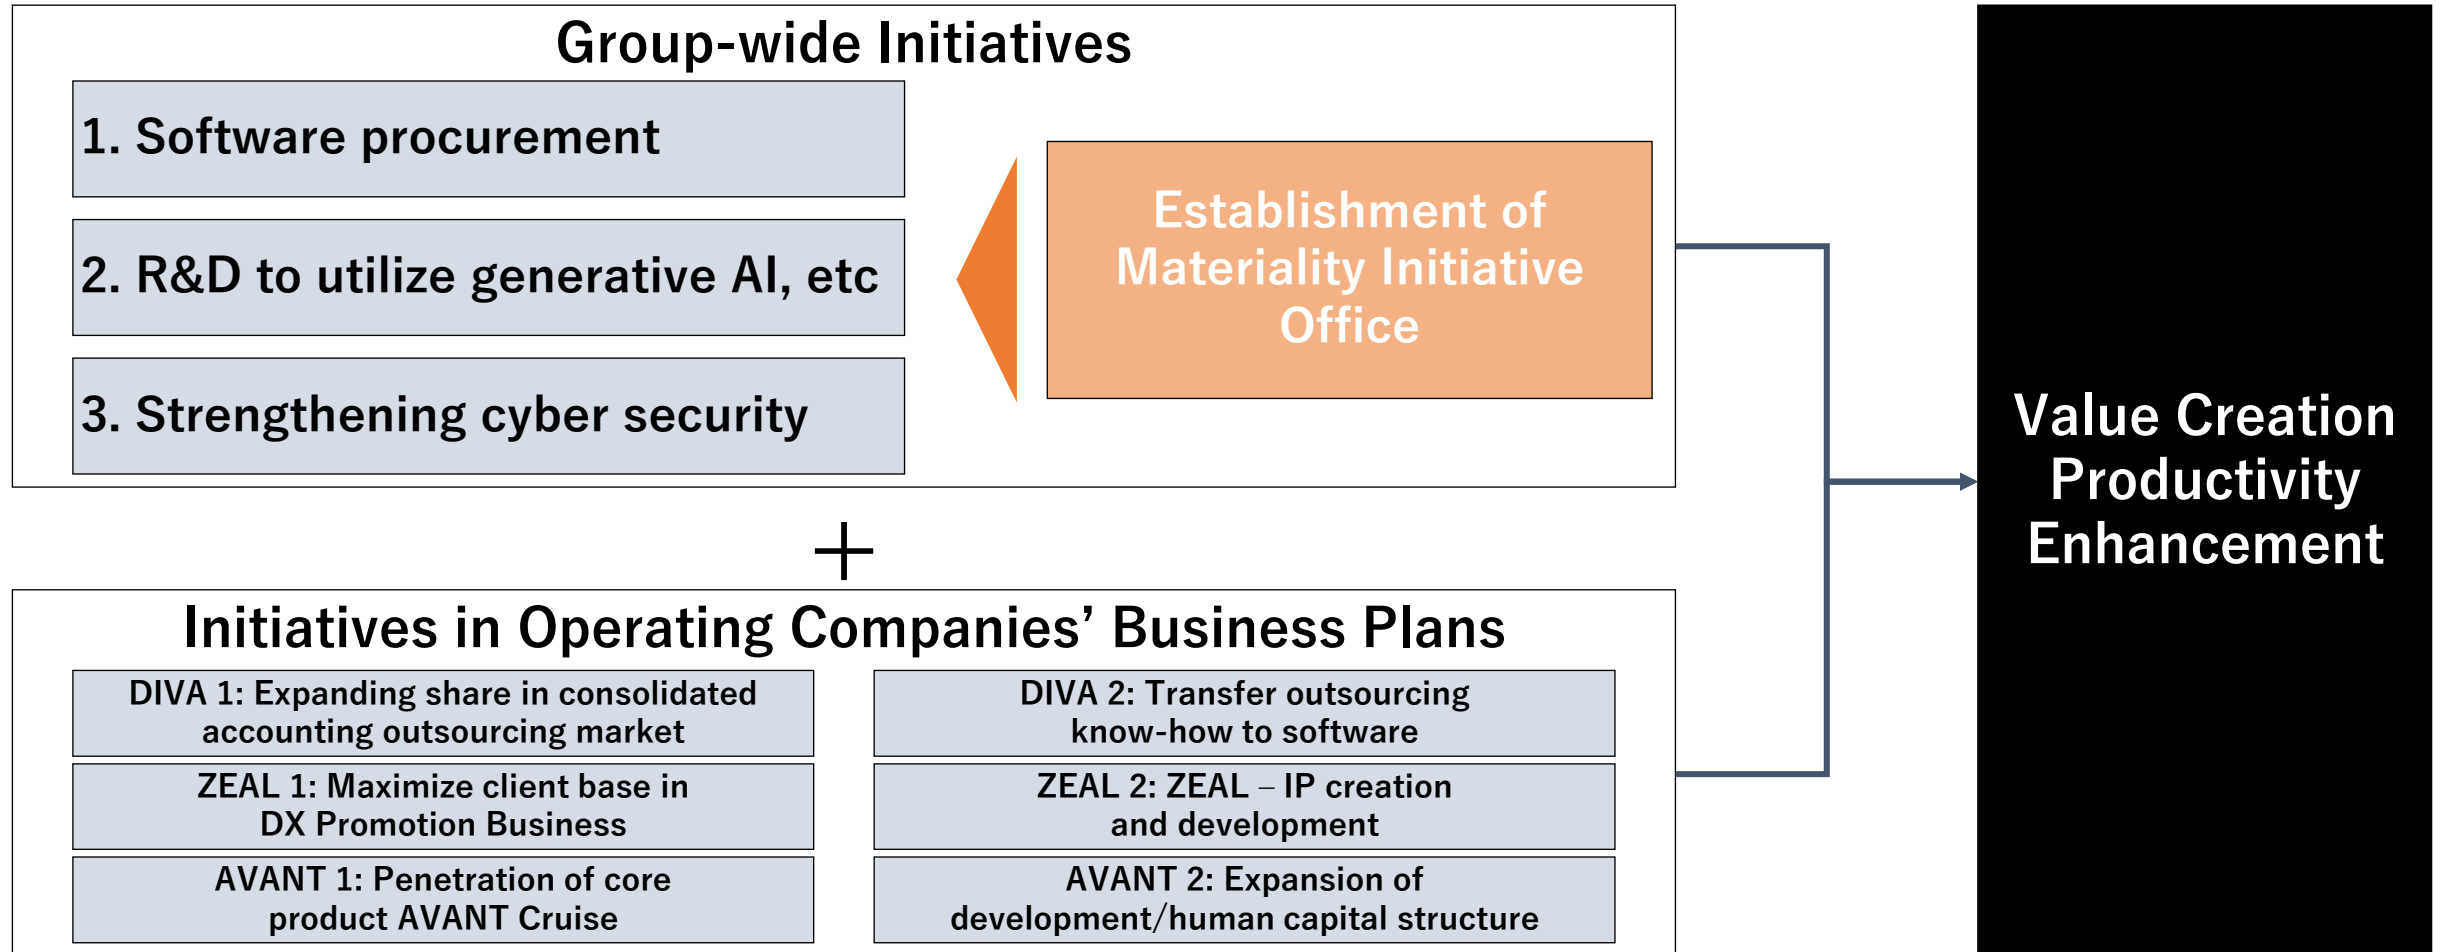 Group-wide Initiatives
1. Software procurement
2. R&D to utilize generative AI, etc
3. Strengthening cyber security
Establishment of
Materiality Initiative
Office
+
Initiatives in Operating Companies’ Business Plans
DIVA 1: Expanding share in consolidated
accounting outsourcing market
DIVA 2: Transfer outsourcing
know-how to software
ZEAL 1: Maximize client base in
DX Promotion Business
ZEAL 2: ZEAL – IP creation
and development
AVANT 1: Penetration of core
product AVANT Cruise
AVANT 2: Expansion of
development/human capital structure
Value Creation
Productivity
Enhancement